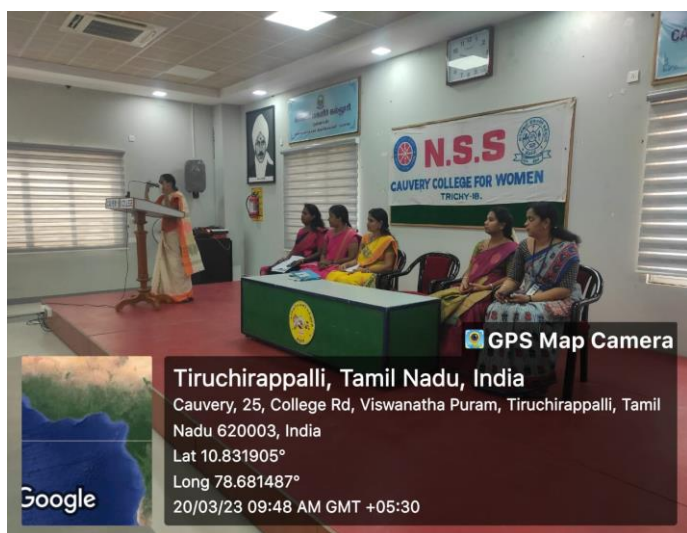 N.S.S
CAUVERY COLLEGE FOR WOMEN
TRICHY-18.
GPS Map Camera
Tiruchirappalli, Tamil Nadu, India
Cauvery, 25, College Rd, Viswanatha Puram, Tiruchirappalli, Tamil
Nadu 620003, India
Lat 10.831905°
Long 78.681487°
20/03/23 09:48 AM GMT +05:30
Google